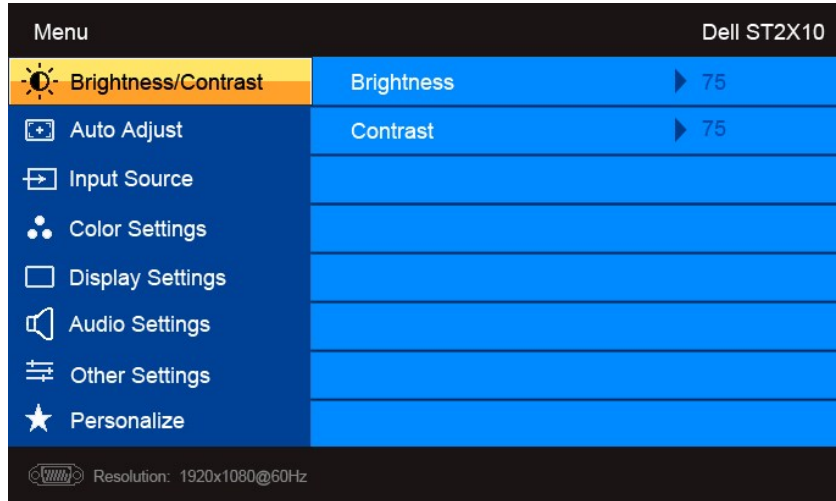 Menu Dell ST2X10
Brightness/Contrast Brightness 75
Auto Adjust Contrast 75
Input Source
Color Settings
Display Settings
Audio Settings
Other Settings
Personalize
Resolution: 1920x1080@60Hz